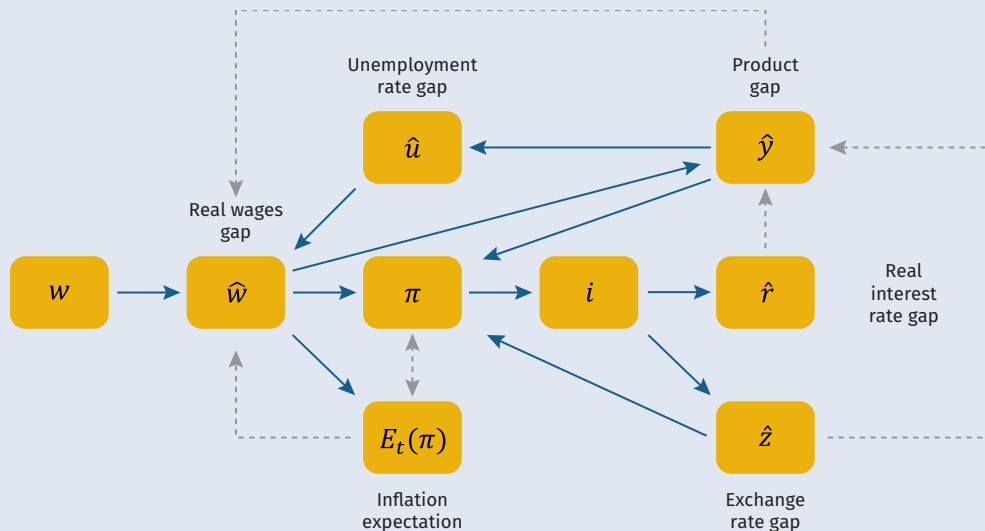 Unemployment
rate gap
Product
gap
û
ŷ
Real wages
gap
w
ŵ
π
i
r̂
Real
interest
rate gap
Eₜ(π)
ẑ
Inflation
expectation
Exchange
rate gap